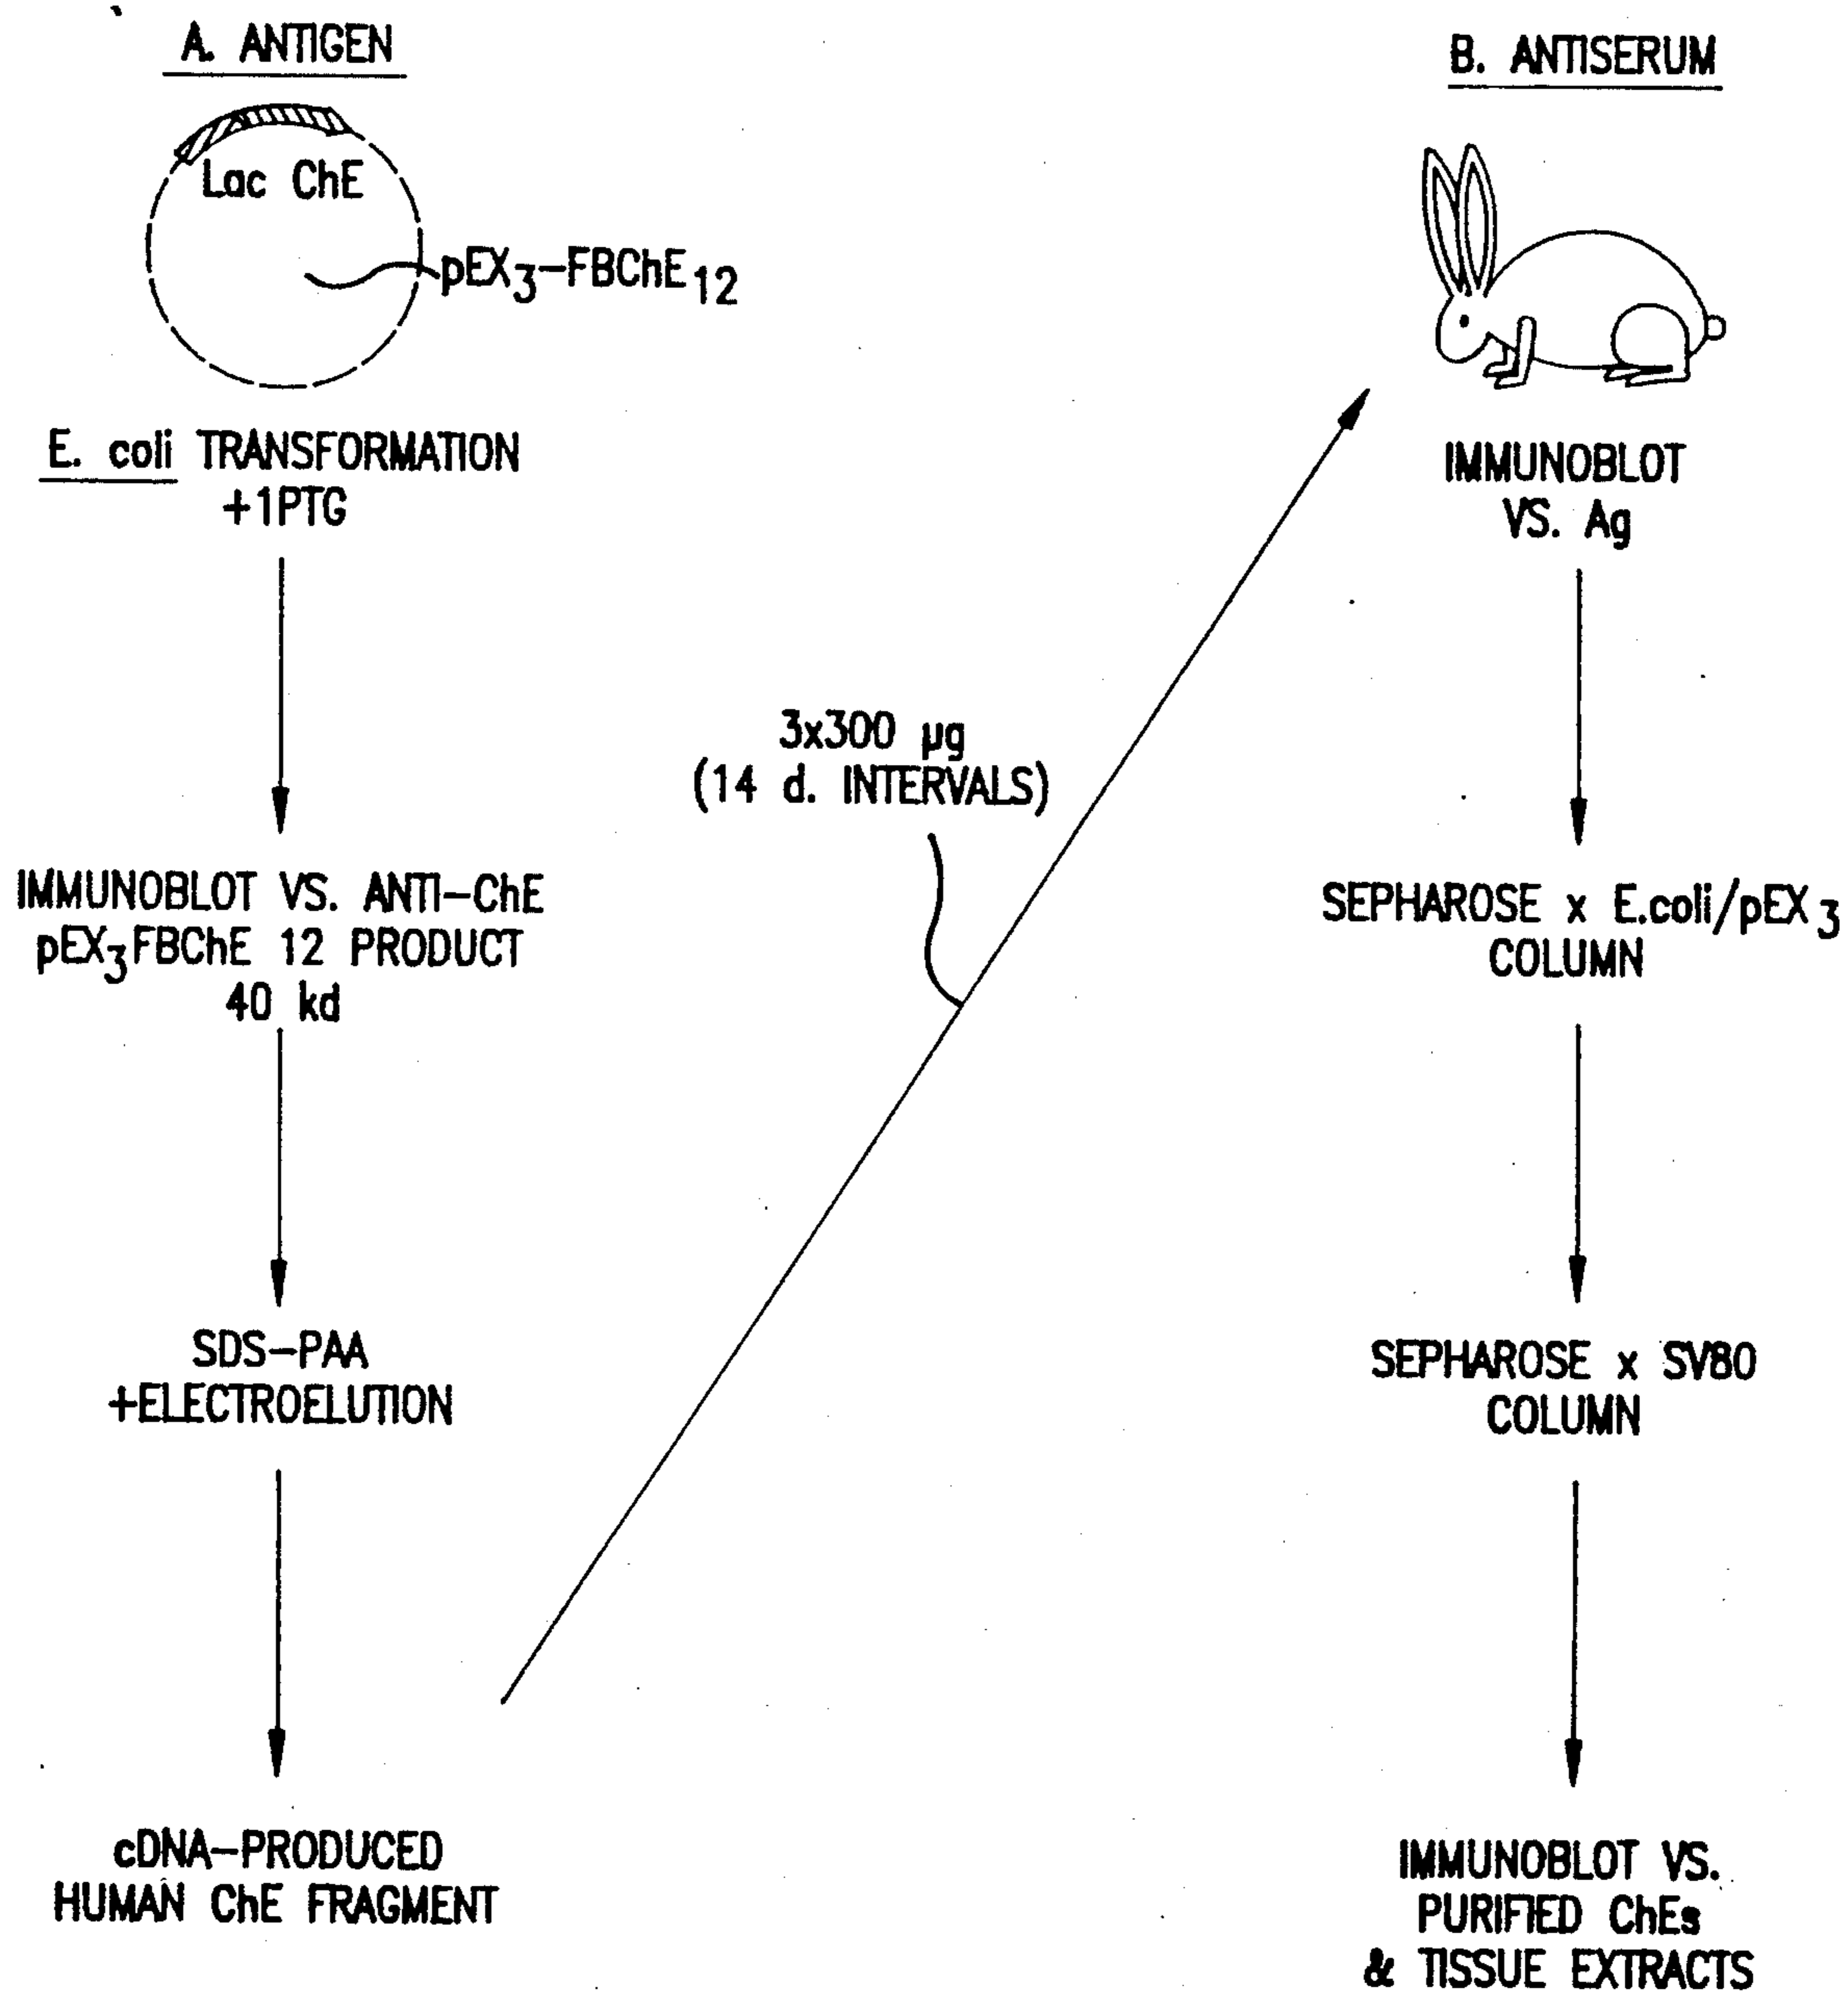 A. ANTIGEN
Lac ChE
pEX3-FBChE12
E. coli TRANSFORMATION
+1PTG
IMMUNOBLOT VS. ANTI-ChE
pEX3FBChE 12 PRODUCT
40 kd
SDS-PAA
+ELECTROELUTION
cDNA-PRODUCED
HUMAN ChE FRAGMENT
3x300 µg
(14 d. INTERVALS)
B. ANTISERUM
IMMUNOBLOT
VS. Ag
SEPHAROSE x E.coli/pEX3
COLUMN
SEPHAROSE x SV80
COLUMN
IMMUNOBLOT VS.
PURIFIED ChEs
& TISSUE EXTRACTS